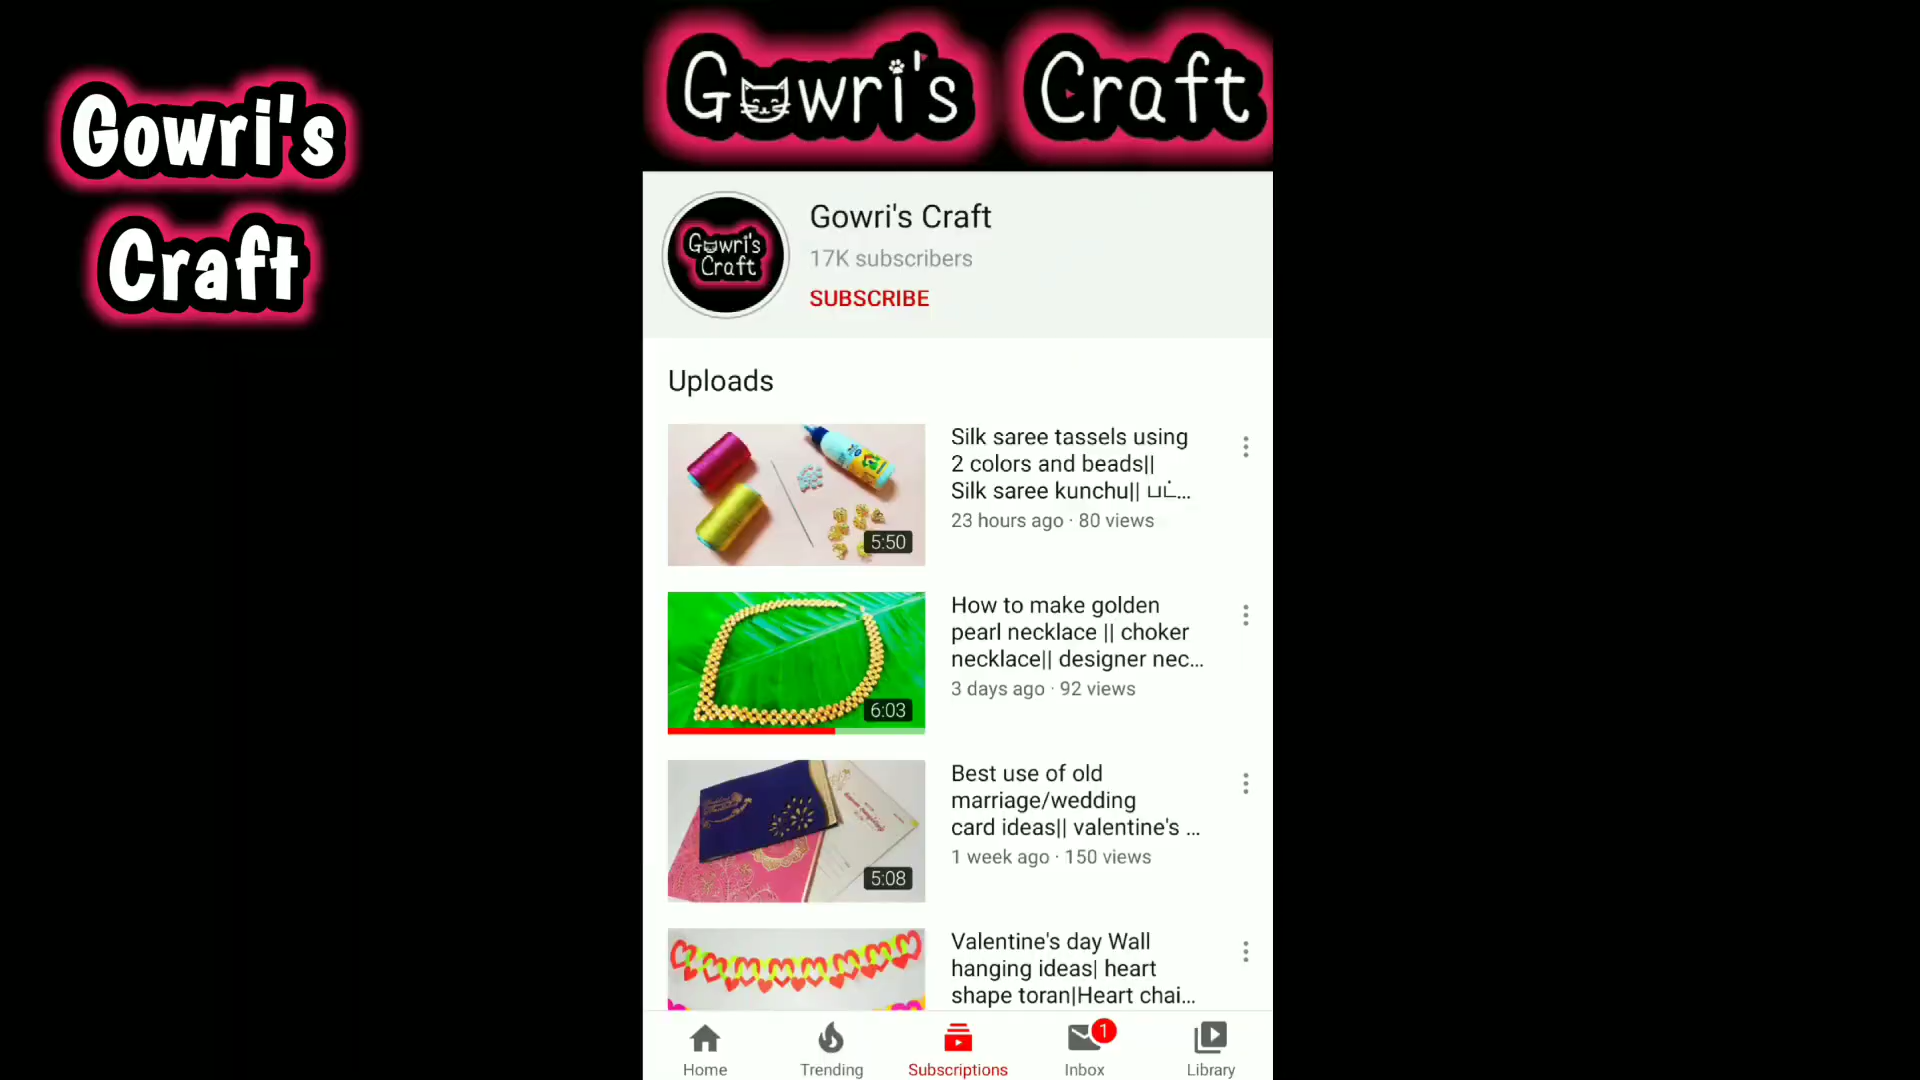 Gowri's
Craft
Gowri's Craft
Gowri's
Craft
Gowri's Craft
17K subscribers
SUBSCRIBE
Uploads
Silk saree tassels using
2 colors and beads||
Silk saree kunchu|| பட்...
23 hours ago · 80 views
5:50
How to make golden
pearl necklace || choker
necklace|| designer nec...
3 days ago · 92 views
6:03
Best use of old
marriage/wedding
card ideas|| valentine's ...
1 week ago · 150 views
5:08
Valentine's day Wall
hanging ideas| heart
shape toran|Heart chai...
Home
Trending
Subscriptions
1
Inbox
Library